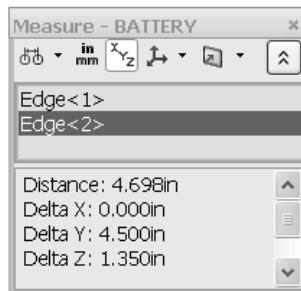 Measure - BATTERY
in
mm
XYZ
Edge<1>
Edge<2>
Distance: 4.698in
Delta X: 0.000in
Delta Y: 4.500in
Delta Z: 1.350in